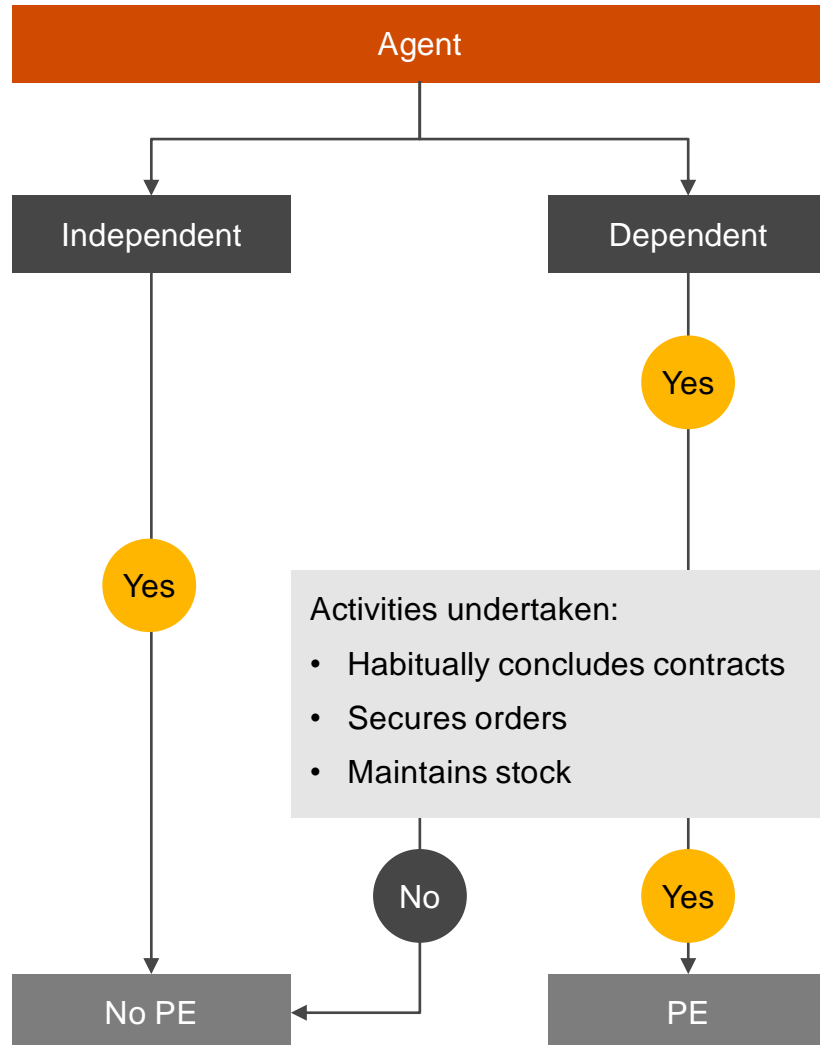 Agent
Independent
Dependent
Yes
Yes
Activities undertaken:
• Habitually concludes contracts
• Secures orders
• Maintains stock
No
Yes
No PE
PE